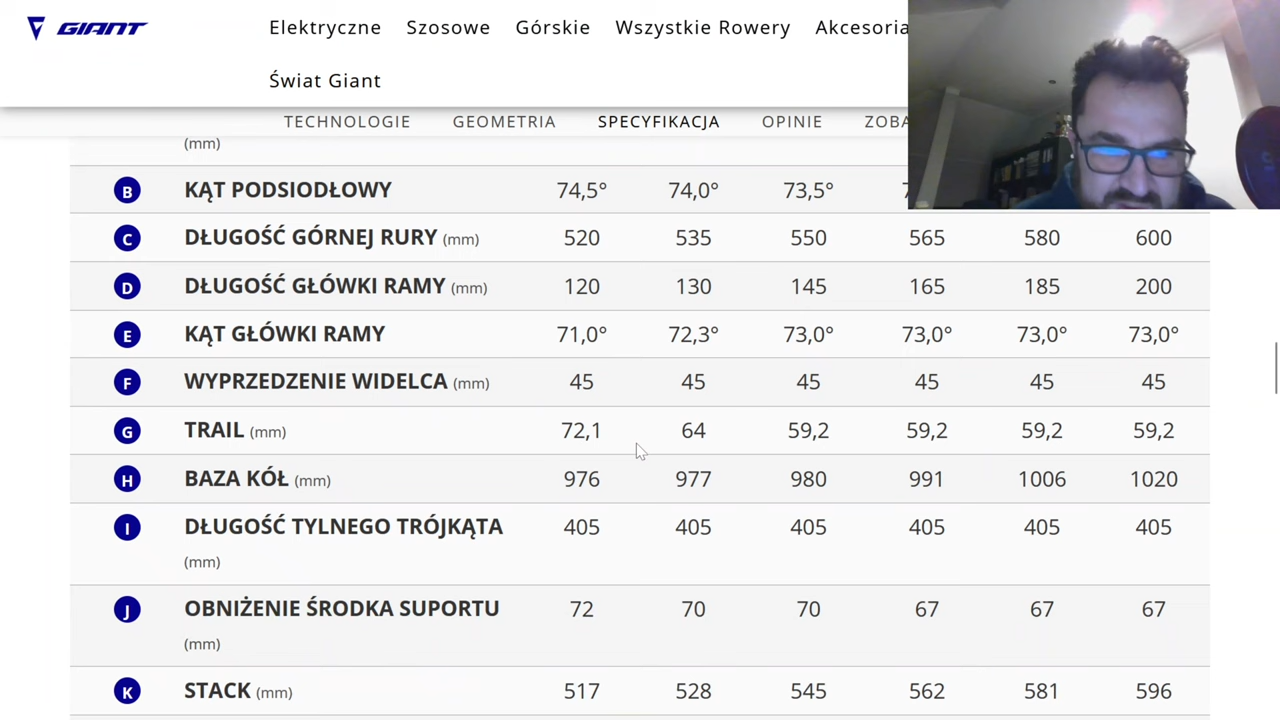 GIANT
Elektryczne Szosowe Górskie Wszystkie Rowery Akcesoria
Świat Giant
TECHNOLOGIE GEOMETRIA SPECYFIKACJA OPINIE
(mm)
B KĄT PODSIODŁOWY 74,5° 74,0° 73,5°
C DŁUGOŚĆ GÓRNEJ RURY (mm) 520 535 550 565 580 600
D DŁUGOŚĆ GŁÓWKI RAMY (mm) 120 130 145 165 185 200
E KĄT GŁÓWKI RAMY 71,0° 72,3° 73,0° 73,0° 73,0° 73,0°
F WYPRZEDZENIE WIDELCA (mm) 45 45 45 45 45 45
G TRAIL (mm) 72,1 64 59,2 59,2 59,2 59,2
H BAZA KÓŁ (mm) 976 977 980 991 1006 1020
I DŁUGOŚĆ TYLNEGO TRÓJKĄTA 405 405 405 405 405 405
(mm)
J OBNIŻENIE ŚRODKA SUPORTU 72 70 70 67 67 67
(mm)
K STACK (mm) 517 528 545 562 581 596